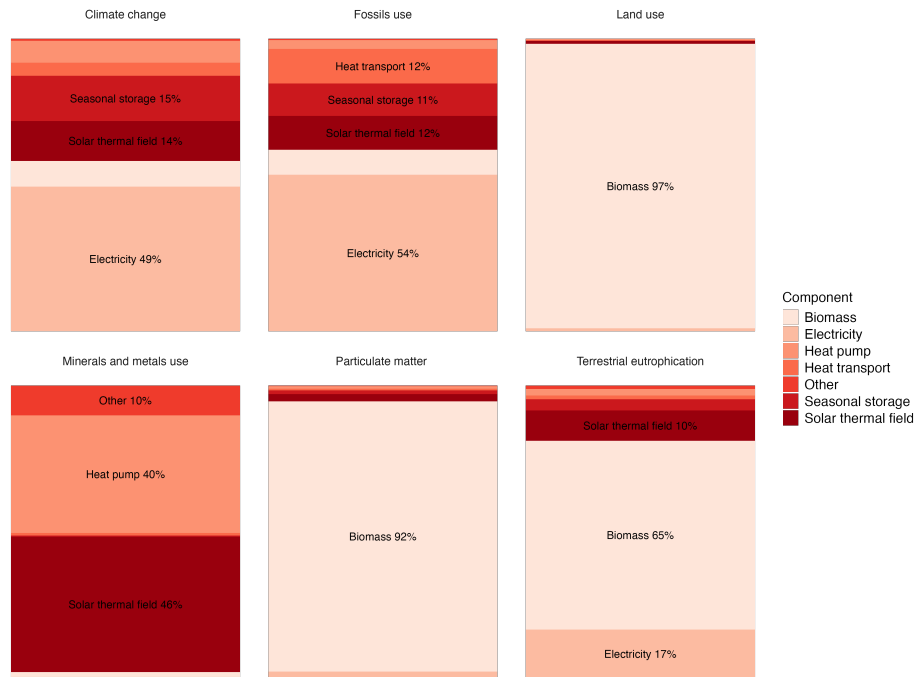 Climate change
Fossils use
Land use
Seasonal storage 15%
Solar thermal field 14%
Electricity 49%
Heat transport 12%
Seasonal storage 11%
Solar thermal field 12%
Electricity 54%
Biomass 97%
Minerals and metals use
Particulate matter
Terrestrial eutrophication
Other 10%
Heat pump 40%
Solar thermal field 46%
Biomass 92%
Solar thermal field 10%
Biomass 65%
Electricity 17%
Component
Biomass
Electricity
Heat pump
Heat transport
Other
Seasonal storage
Solar thermal field